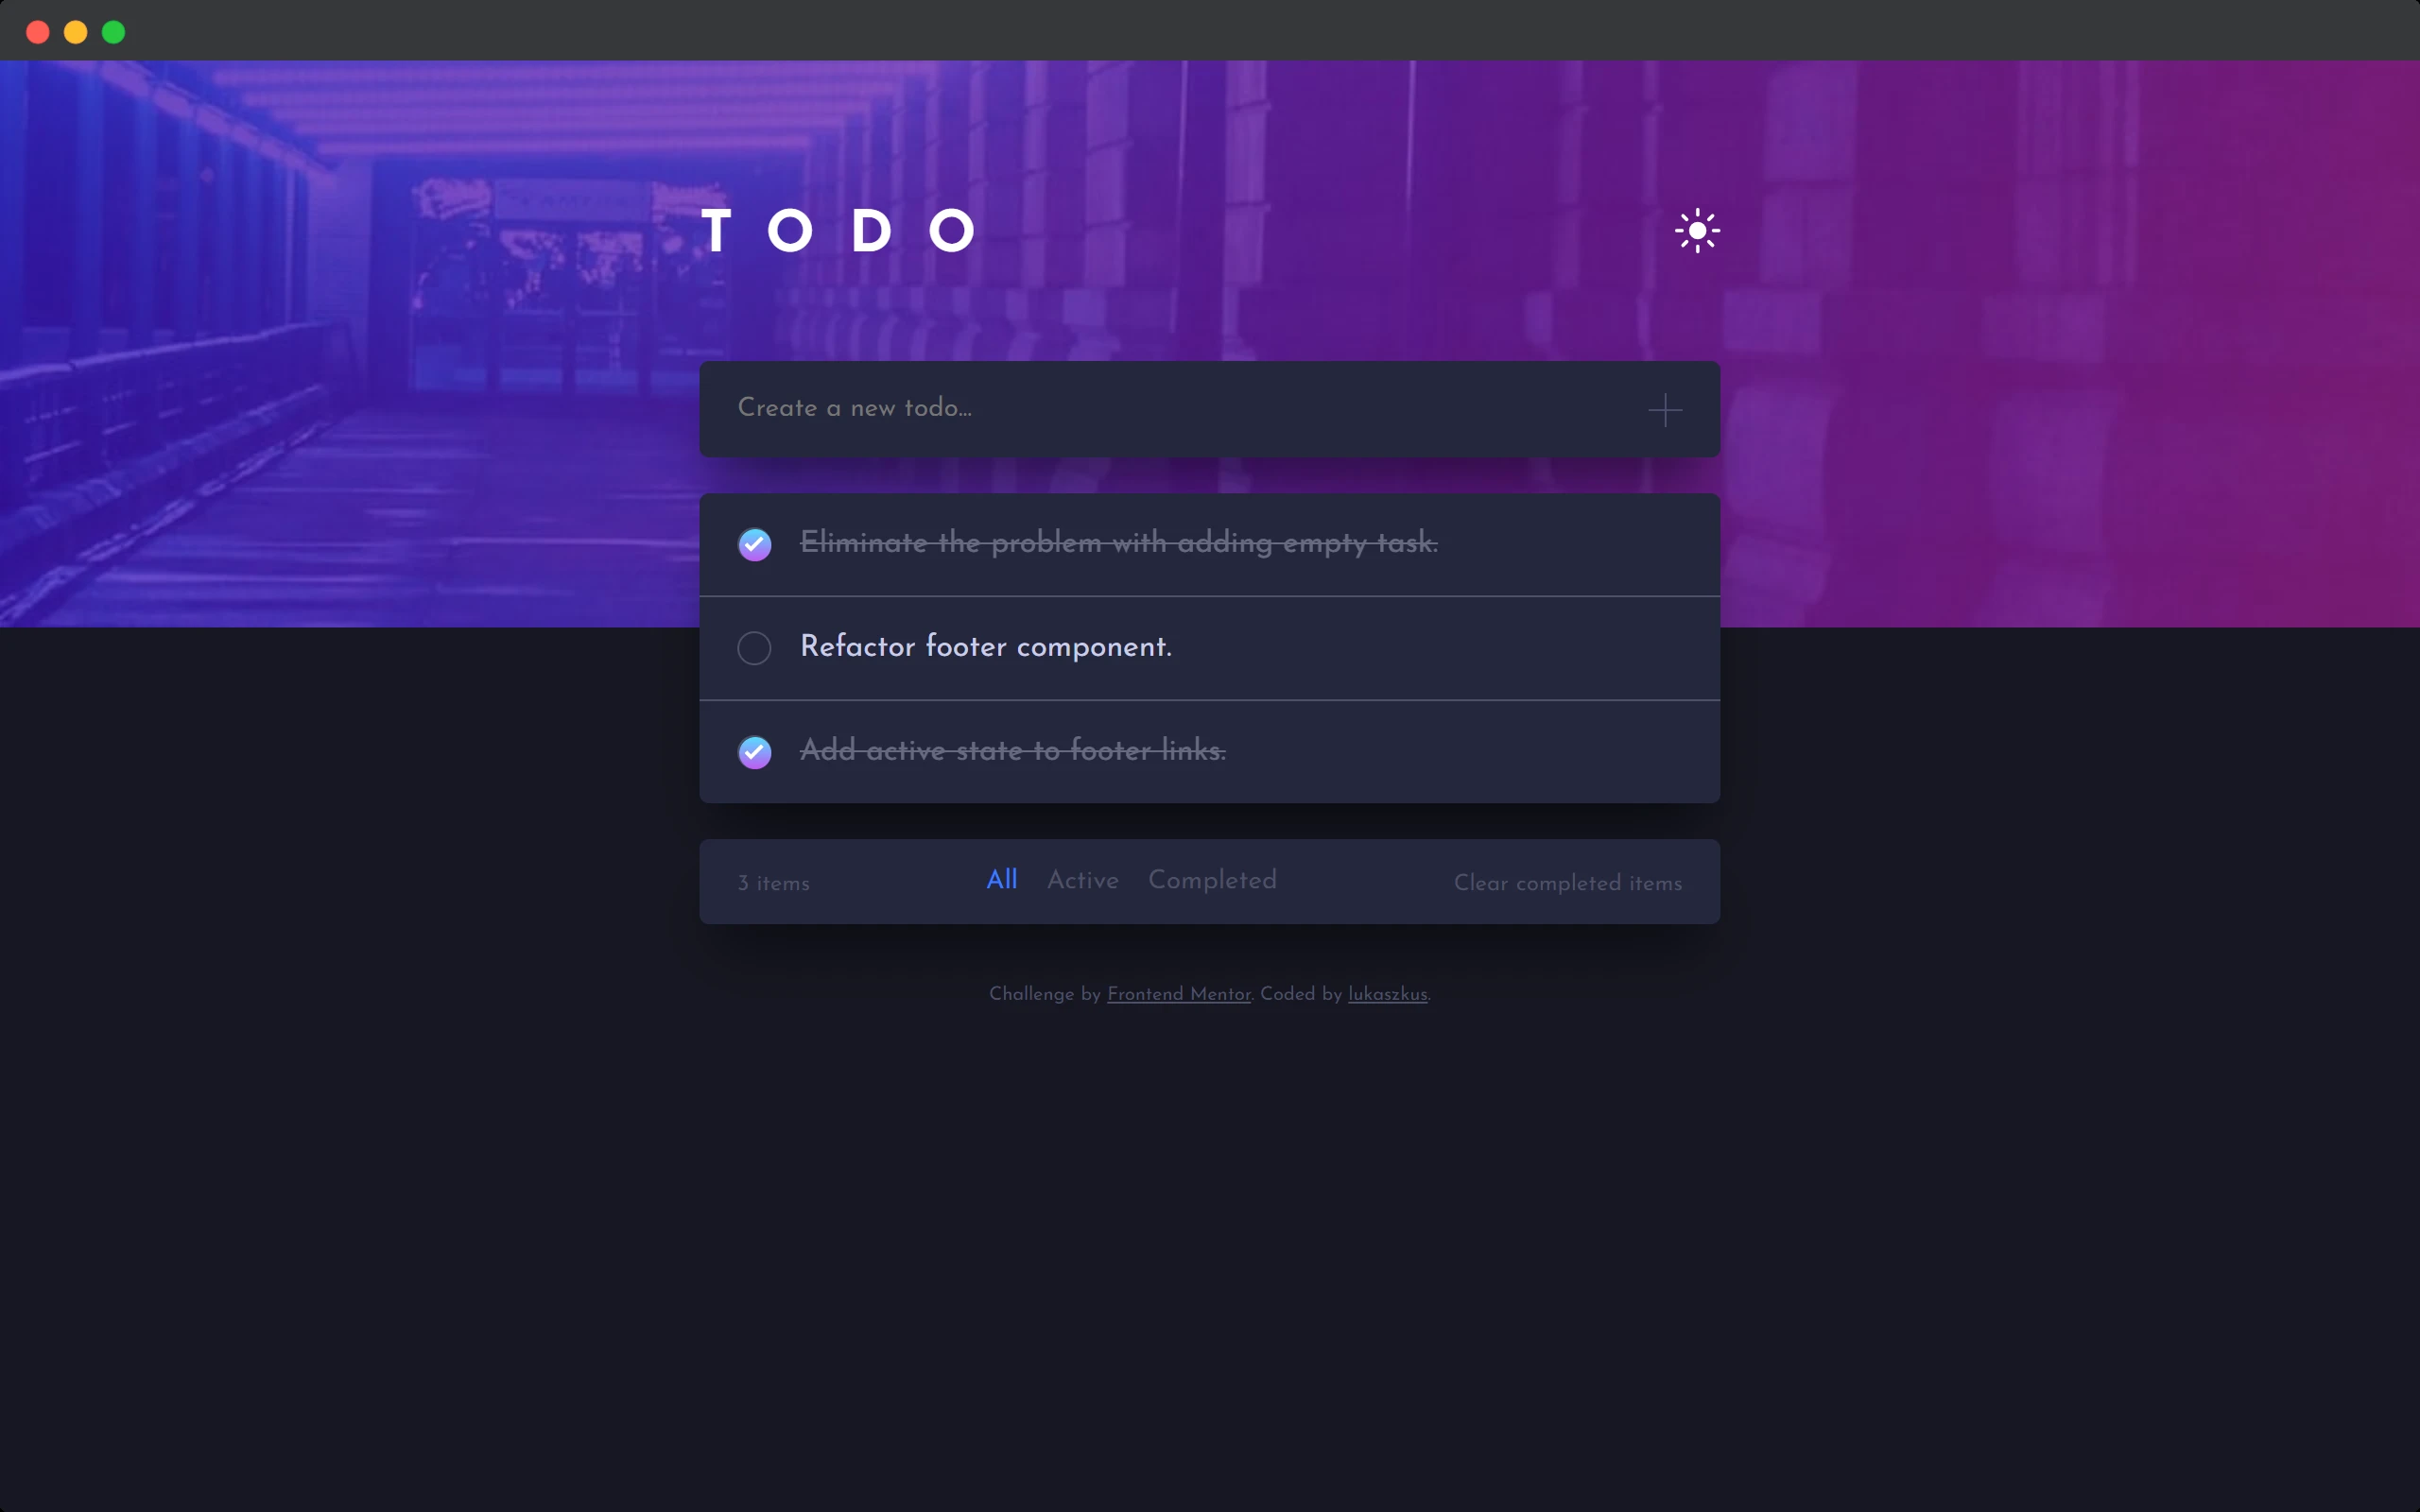 TODO
Create a new todo...
Eliminate the problem with adding empty task.
Refactor footer component.
Add active state to footer links.
3 items All Active Completed Clear completed items
Challenge by Frontend Mentor. Coded by lukaszkus.